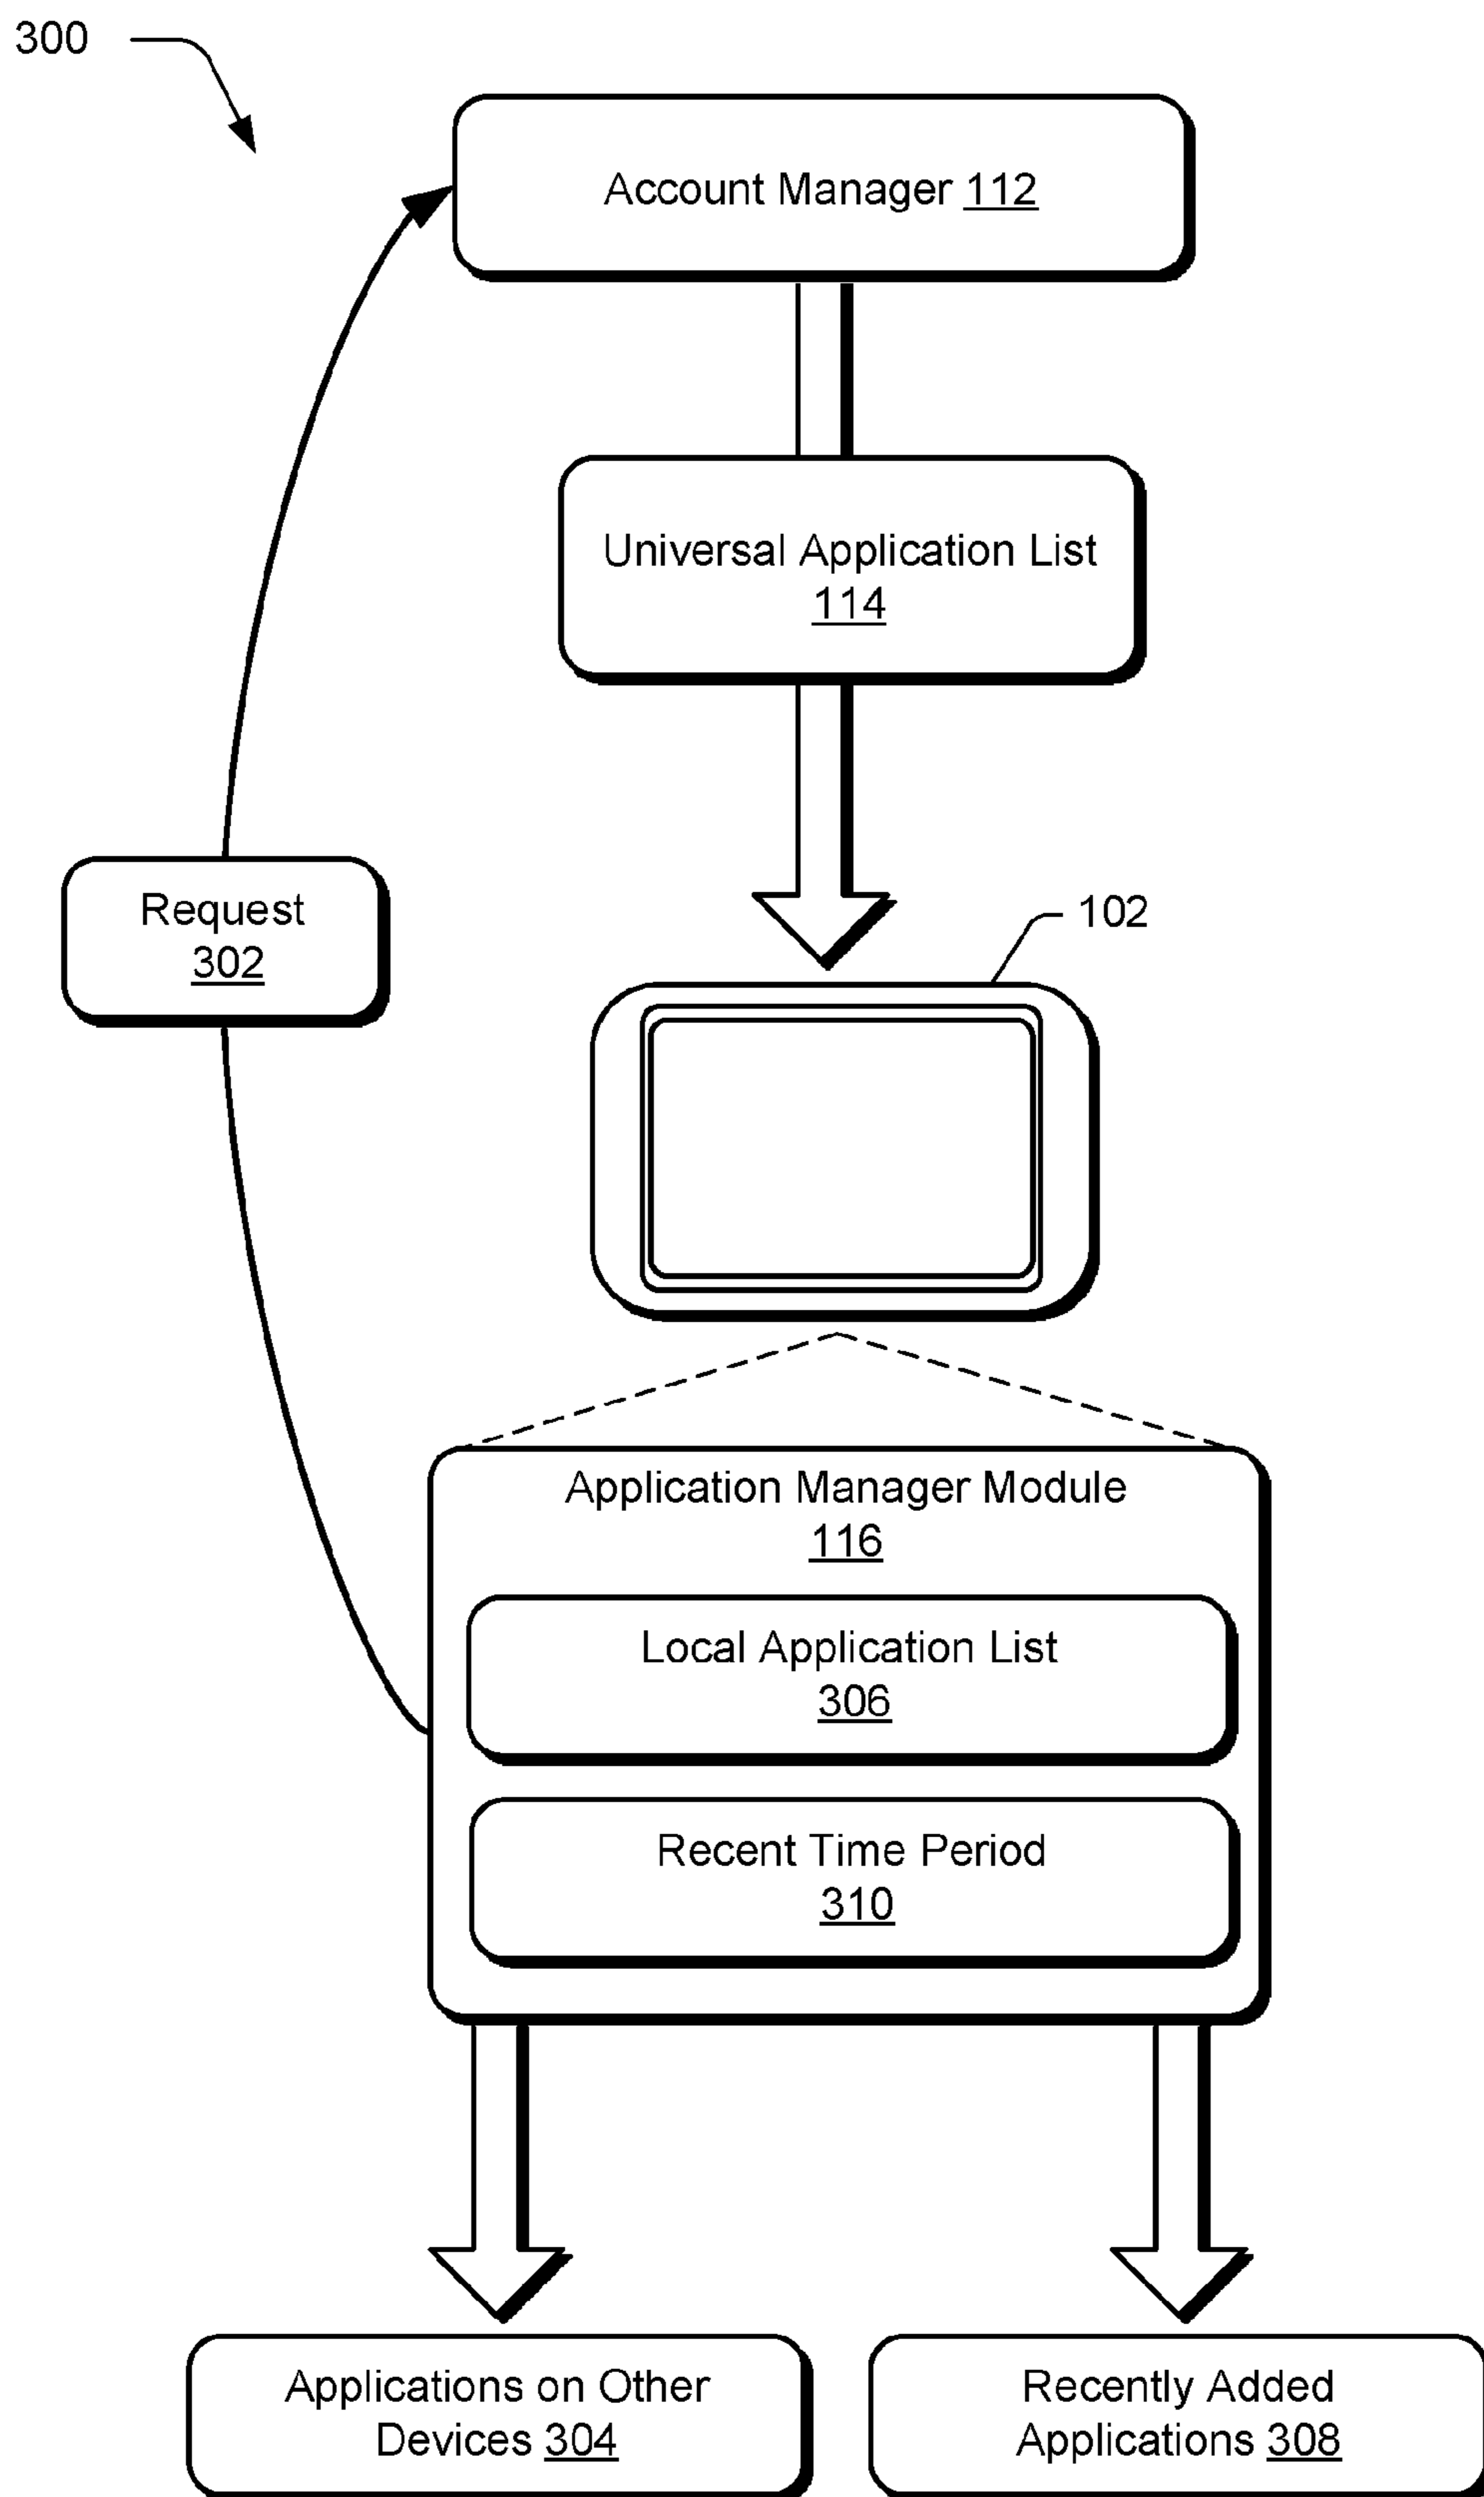 300
Account Manager 112
Universal Application List
114
Request
302
102
Application Manager Module
116
Local Application List
306
Recent Time Period
310
Applications on Other
Devices 304
Recently Added
Applications 308